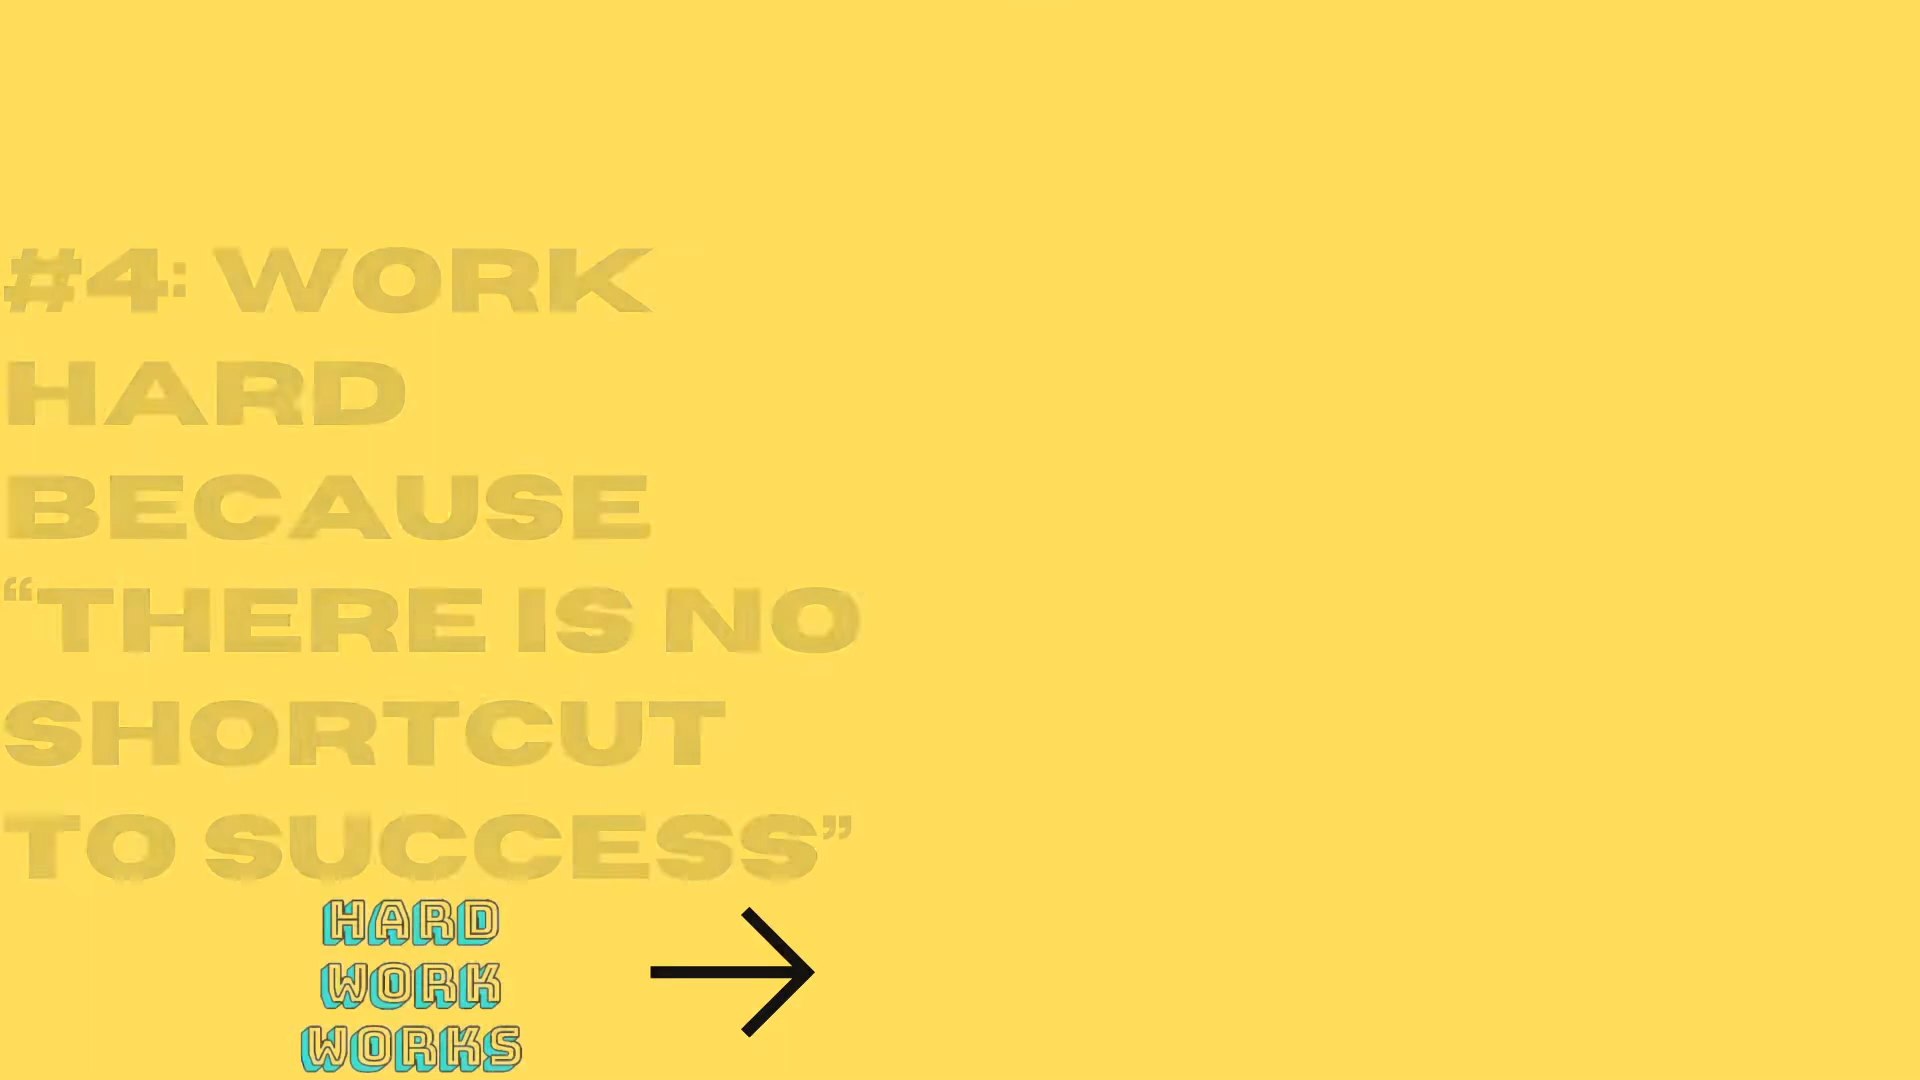 #4: WORK
HARD
BECAUSE
“THERE IS NO
SHORTCUT
TO SUCCESS”
HARD
WORK
WORKS